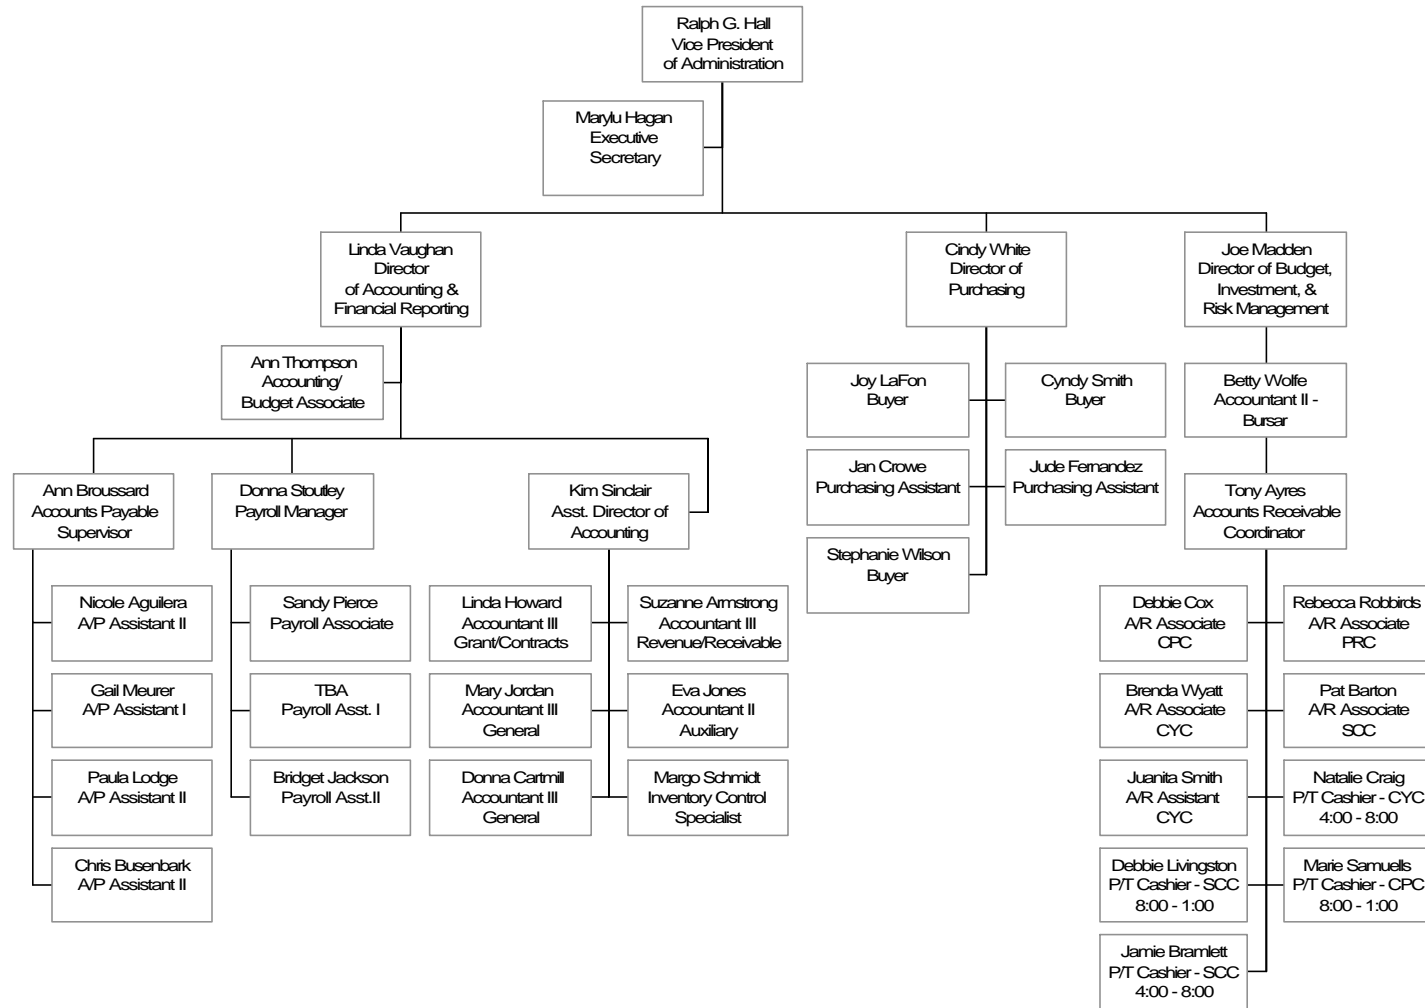 Ralph G. Hall
Vice President
of Administration
Marylu Hagan
Executive
Secretary
Linda Vaughan
Director
of Accounting &
Financial Reporting
Cindy White
Director of
Purchasing
Joe Madden
Director of Budget,
Investment, &
Risk Management
Ann Thompson
Accounting/
Budget Associate
Joy LaFon
Buyer
Cyndy Smith
Buyer
Betty Wolfe
Accountant II -
Bursar
Ann Broussard
Accounts Payable
Supervisor
Donna Stoutley
Payroll Manager
Kim Sinclair
Asst. Director of
Accounting
Jan Crowe
Purchasing Assistant
Jude Fernandez
Purchasing Assistant
Tony Ayres
Accounts Receivable
Coordinator
Stephanie Wilson
Buyer
Nicole Aguilera
A/P Assistant II
Sandy Pierce
Payroll Associate
Linda Howard
Accountant III
Grant/Contracts
Suzanne Armstrong
Accountant III
Revenue/Receivable
Debbie Cox
A/R Associate
CPC
Rebecca Robbirds
A/R Associate
PRC
Gail Meurer
A/P Assistant I
TBA
Payroll Asst. I
Mary Jordan
Accountant III
General
Eva Jones
Accountant II
Auxiliary
Brenda Wyatt
A/R Associate
CYC
Pat Barton
A/R Associate
SCC
Paula Lodge
A/P Assistant II
Bridget Jackson
Payroll Asst.II
Donna Cartmill
Accountant III
General
Margo Schmidt
Inventory Control
Specialist
Juanita Smith
A/R Assistant
CYC
Natalie Craig
P/T Cashier - CYC
4:00 - 8:00
Chris Busenbark
A/P Assistant II
Debbie Livingston
P/T Cashier - SCC
8:00 - 1:00
Marie Samuells
P/T Cashier - CPC
8:00 - 1:00
Jamie Bramlett
P/T Cashier - SCC
4:00 - 8:00